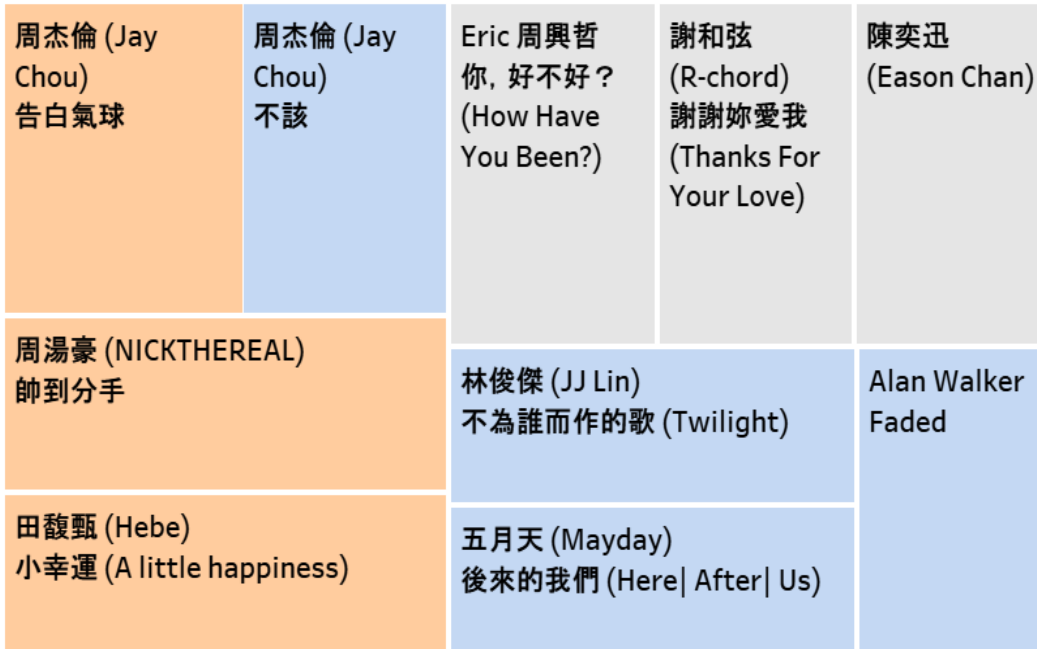 周杰倫 (Jay
Chou)
告白氣球
周杰倫 (Jay
Chou)
不該
Eric 周興哲
你, 好不好？
(How Have
You Been?)
謝和弦
(R-chord)
謝謝妳愛我
(Thanks For
Your Love)
陳奕迅
(Eason Chan)
周湯豪 (NICKTHEREAL)
帥到分手
林俊傑 (JJ Lin)
不為誰而作的歌 (Twilight)
Alan Walker
Faded
田馥甄 (Hebe)
小幸運 (A little happiness)
五月天 (Mayday)
後來的我們 (Here| After| Us)